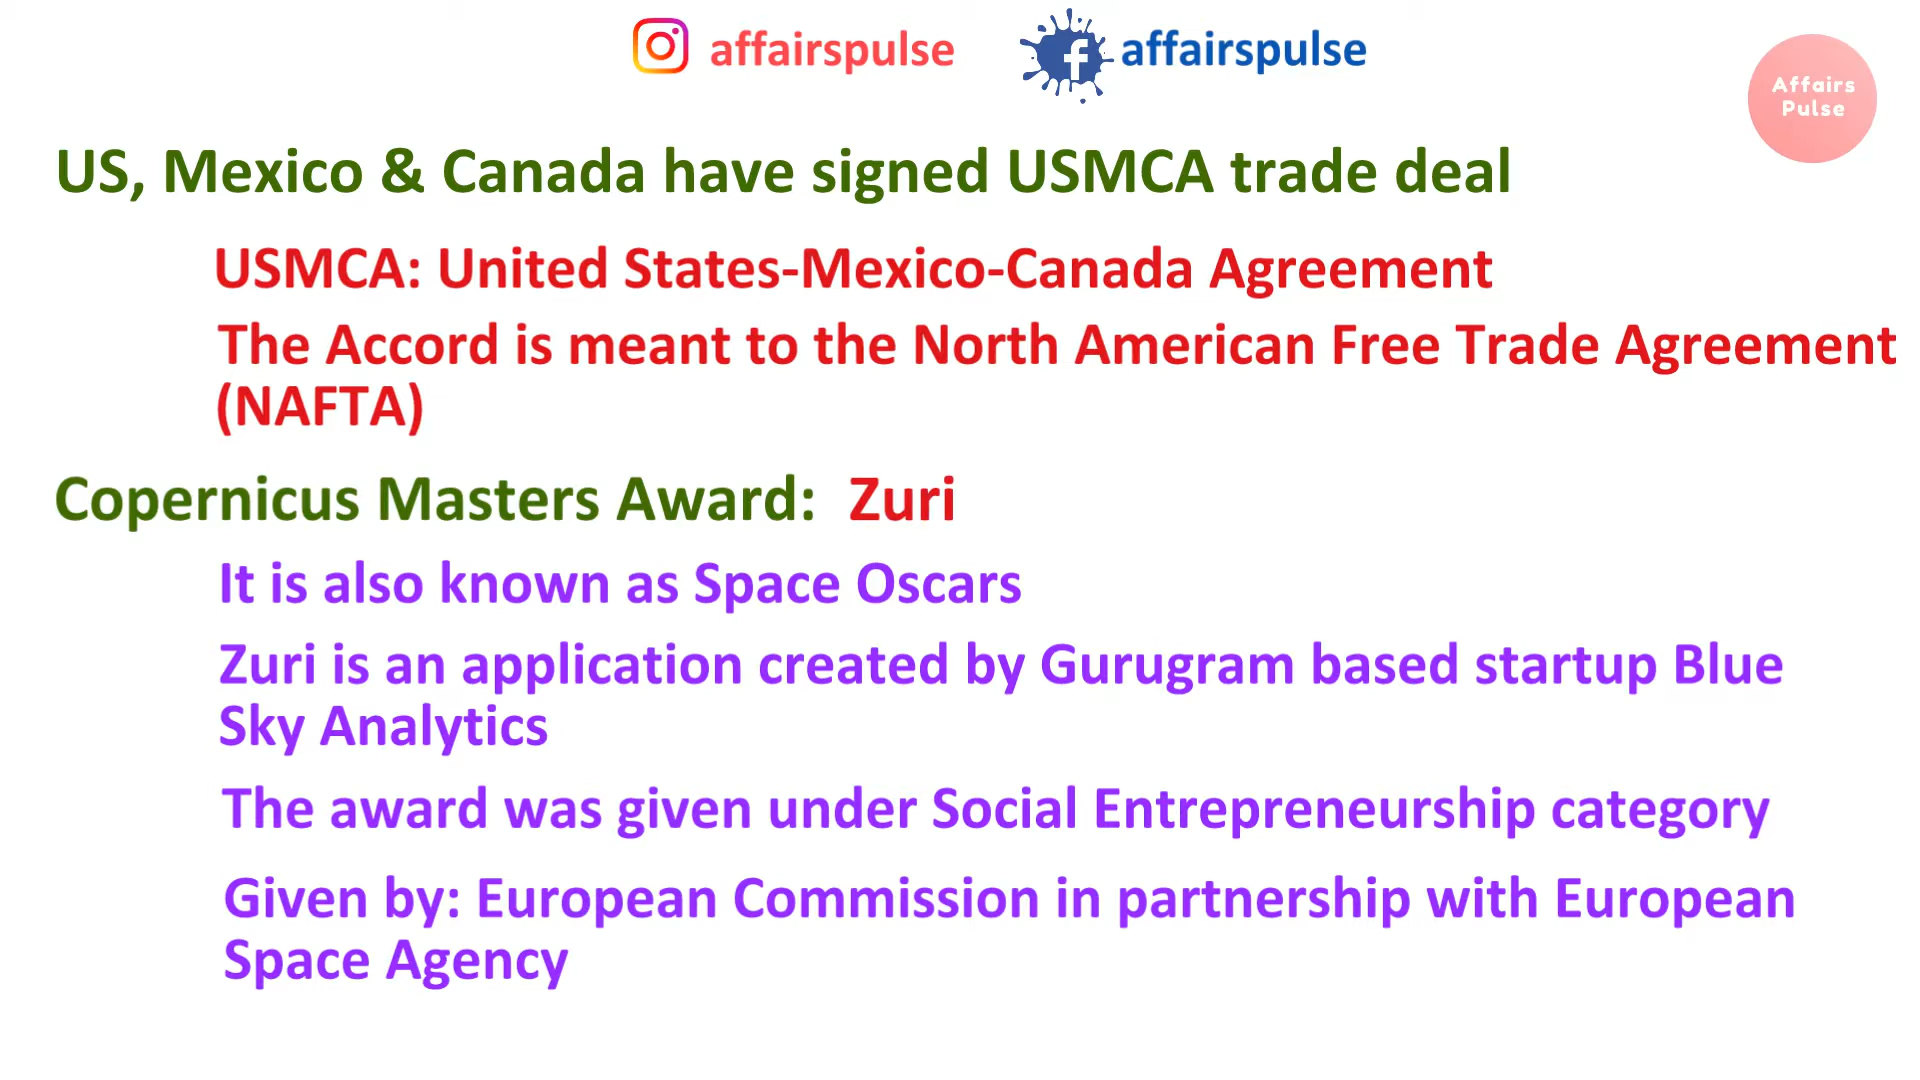 affairspulse
affairspulse
Affairs
Pulse
US, Mexico & Canada have signed USMCA trade deal
USMCA: United States-Mexico-Canada Agreement
The Accord is meant to the North American Free Trade Agreement
(NAFTA)
Copernicus Masters Award: Zuri
It is also known as Space Oscars
Zuri is an application created by Gurugram based startup Blue
Sky Analytics
The award was given under Social Entrepreneurship category
Given by: European Commission in partnership with European
Space Agency